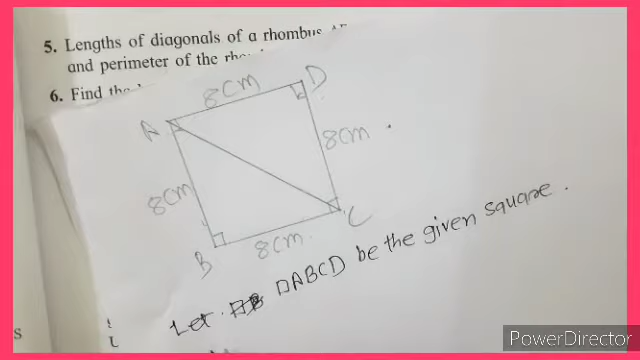 5. Lengths of diagonals of a rhombus
and perimeter of the
6. Find the
8cm
D
A
8cm
8cm
8cm
B
C
Let □ABCD be the given square.
s
PowerDirector